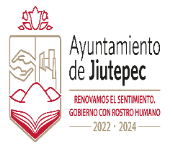 Ayuntamiento
de Jiutepec
RENOVAMOS EL SENTIMIENTO,
GOBIERNO CON ROSTRO HUMANO
2022 - 2024